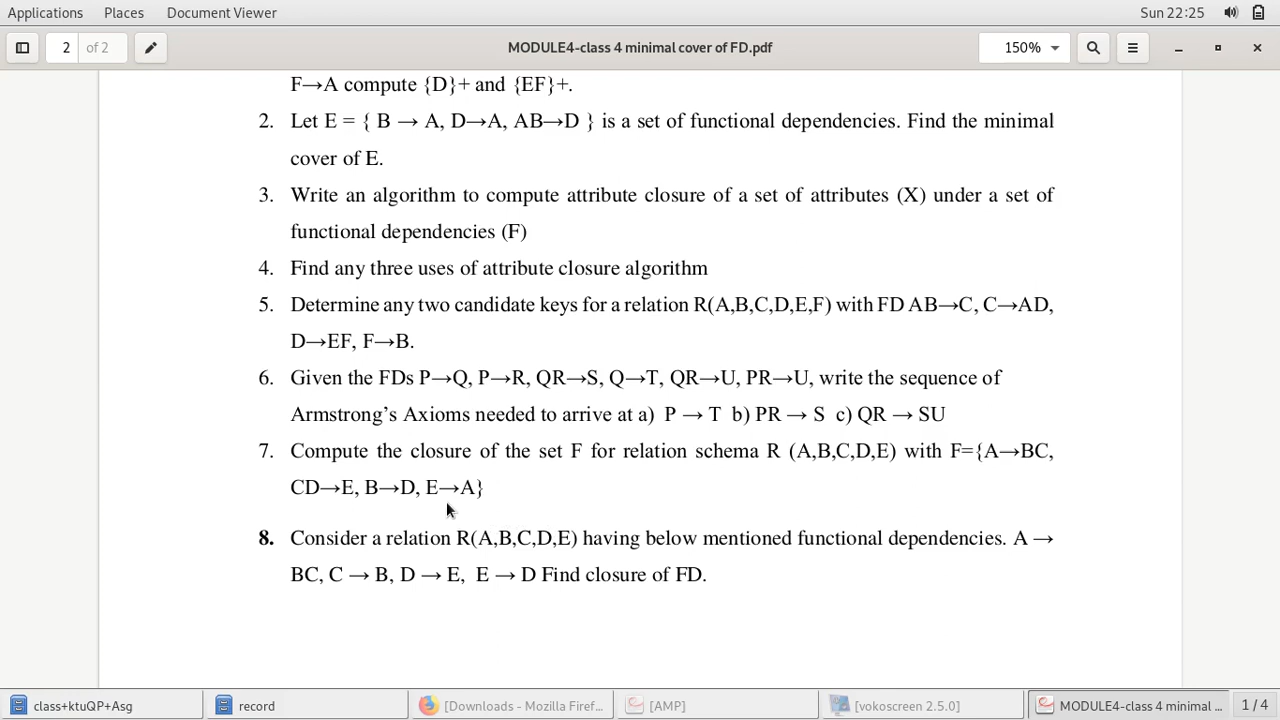 Applications Places Document Viewer Sun 22:25
2 of 2 MODULE4-class 4 minimal cover of FD.pdf 150%
F→A compute {D}+ and {EF}+.
2. Let E = { B → A, D→A, AB→D } is a set of functional dependencies. Find the minimal
cover of E.
3. Write an algorithm to compute attribute closure of a set of attributes (X) under a set of
functional dependencies (F)
4. Find any three uses of attribute closure algorithm
5. Determine any two candidate keys for a relation R(A,B,C,D,E,F) with FD AB→C, C→AD,
D→EF, F→B.
6. Given the FDs P→Q, P→R, QR→S, Q→T, QR→U, PR→U, write the sequence of
Armstrong’s Axioms needed to arrive at a) P → T b) PR → S c) QR → SU
7. Compute the closure of the set F for relation schema R (A,B,C,D,E) with F={A→BC,
CD→E, B→D, E→A}
8. Consider a relation R(A,B,C,D,E) having below mentioned functional dependencies. A →
BC, C → B, D → E, E → D Find closure of FD.
class+ktuQP+Asg record [Downloads - Mozilla Firef... [AMP] [vokoscreen 2.5.0] MODULE4-class 4 minimal ... 1 / 4